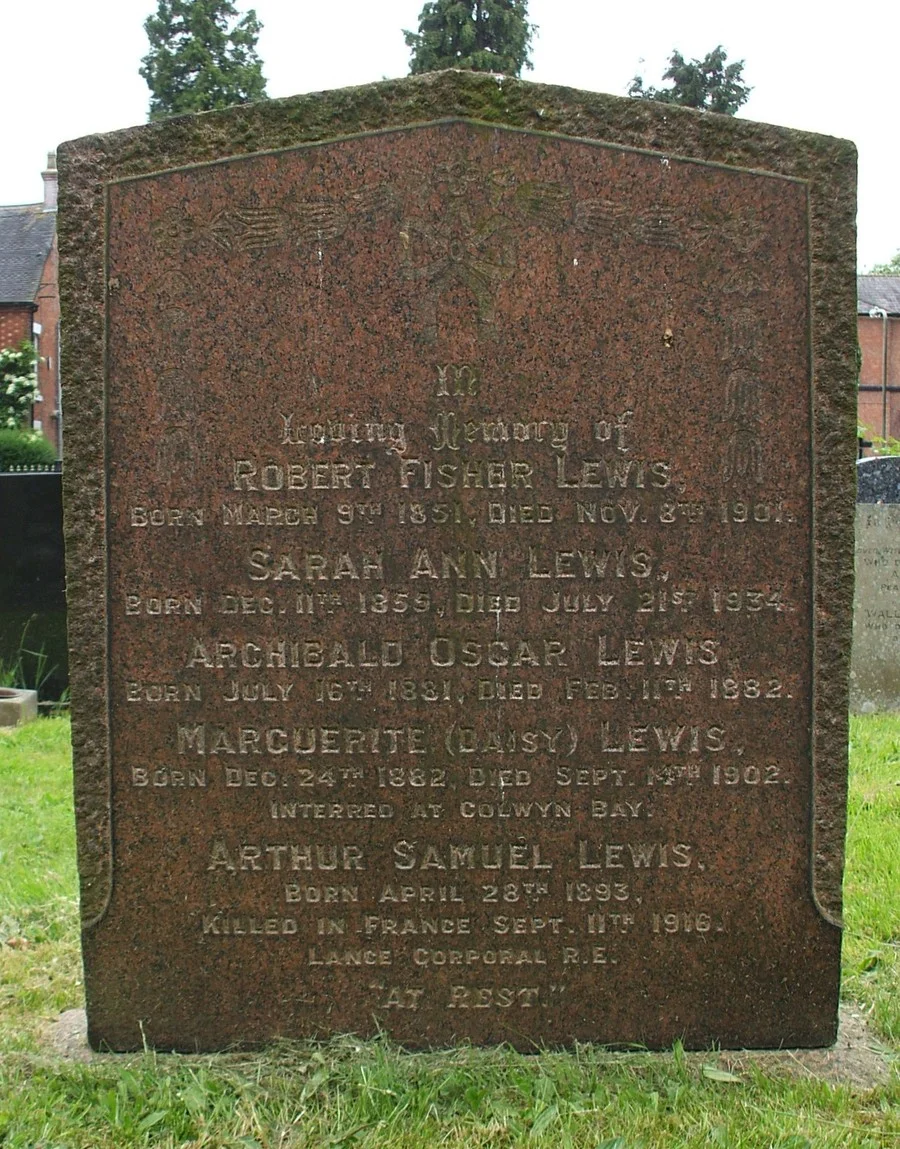 In
Loving Memory of
ROBERT FISHER LEWIS,
BORN MARCH 9TH 1851, DIED NOV. 8TH 1901.
SARAH ANN LEWIS,
BORN DEC. 11TH 1859, DIED JULY 21ST 1934.
ARCHIBALD OSCAR LEWIS,
BORN JULY 16TH 1881, DIED FEB. 11TH 1882.
MARGUERITE (DAISY) LEWIS,
BORN DEC. 24TH 1882, DIED SEPT. 14TH 1902.
INTERRED AT COLWYN BAY.
ARTHUR SAMUEL LEWIS,
BORN APRIL 28TH 1893,
KILLED IN FRANCE SEPT. 11TH 1916.
LANCE CORPORAL R.E.
"AT REST."